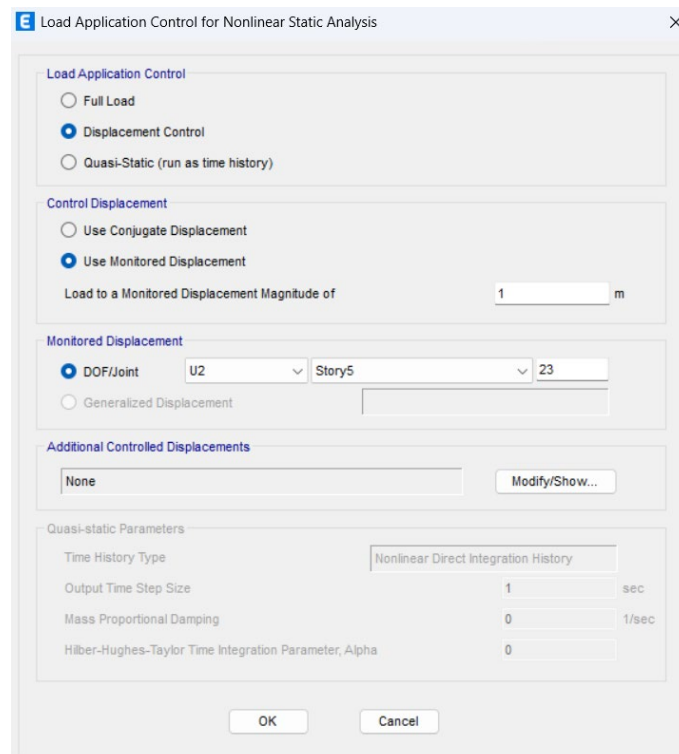 E Load Application Control for Nonlinear Static Analysis
Load Application Control
Full Load
Displacement Control
Quasi-Static (run as time history)
Control Displacement
Use Conjugate Displacement
Use Monitored Displacement
Load to a Monitored Displacement Magnitude of 1 m
Monitored Displacement
DOF/Joint U2 Story5 23
Generalized Displacement
Additional Controlled Displacements
None Modify/Show...
Quasi-static Parameters
Time History Type Nonlinear Direct Integration History
Output Time Step Size 1 sec
Mass Proportional Damping 0 1/sec
Hilber-Hughes-Taylor Time Integration Parameter, Alpha 0
OK Cancel